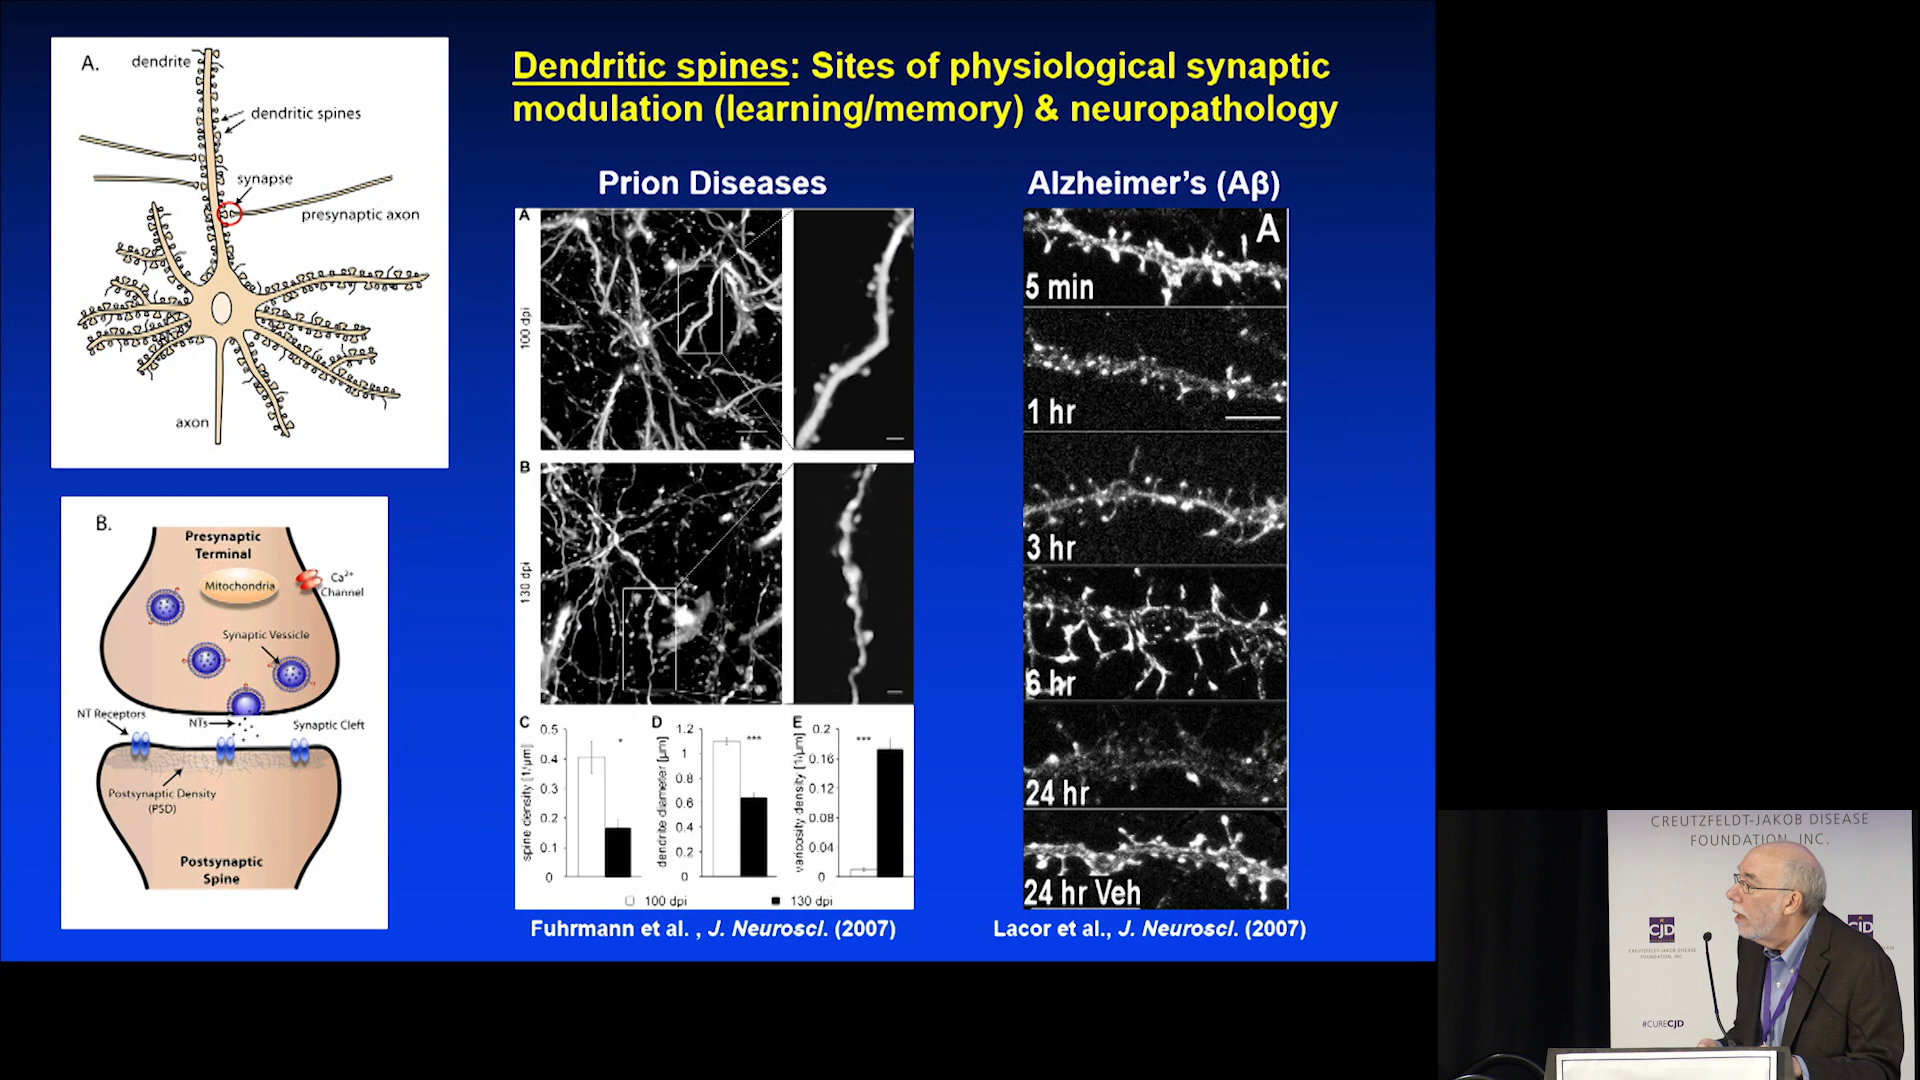 Dendritic spines: Sites of physiological synaptic
modulation (learning/memory) & neuropathology
A.
dendrite
dendritic spines
synapse
presynaptic axon
axon
B.
Presynaptic
Terminal
Mitochondria
Ca2+
Channel
Synaptic Vessicle
NT Receptors
NTs
Synaptic Cleft
Postsynaptic Density
(PSD)
Postsynaptic
Spine
Prion Diseases
A
100 dpi
B
130 dpi
C
spine density [1/µm]
0.5
0.4
0.3
0.2
0.1
0
*
D
dendrite diameter [µm]
1.2
1
0.8
0.6
0.4
0.2
0
***
E
varicosity density [1/µm]
0.2
0.16
0.12
0.08
0.04
0
***
100 dpi
130 dpi
Fuhrmann et al. , J. Neurosci. (2007)
Alzheimer's (Aβ)
A
5 min
1 hr
3 hr
6 hr
24 hr
24 hr Veh
Lacor et al., J. Neurosci. (2007)
CREUTZFELDT-JAKOB DISEASE
FOUNDATION, INC.
CJD
CREUTZFELDT-JAKOB DISEASE
FOUNDATION, INC
#CURECJD